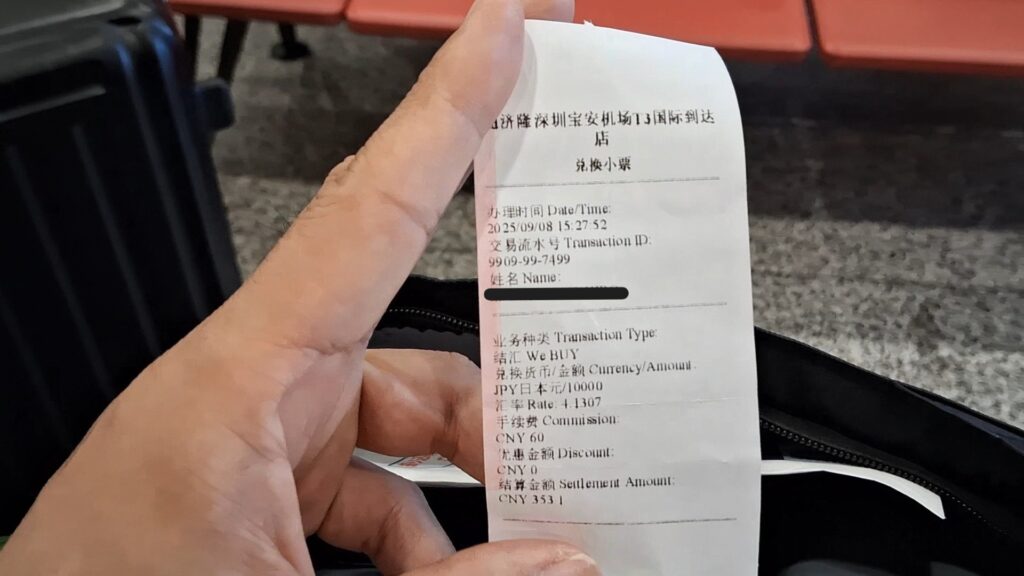 济隆深圳宝安机场T3国际到达
店
兑换小票
办理时间 Date/Time:
2025/09/08 15:27:52
交易流水号 Transaction ID:
9909-99-7499
姓名 Name:
业务种类 Transaction Type:
结汇 We BUY
兑换货币/金额 Currency/Amount:
JPY日本元/10000
汇率 Rate: 4.1307
手续费 Commission:
CNY 60
优惠金额 Discount:
CNY 0
结算金额 Settlement Amount:
CNY 353.1